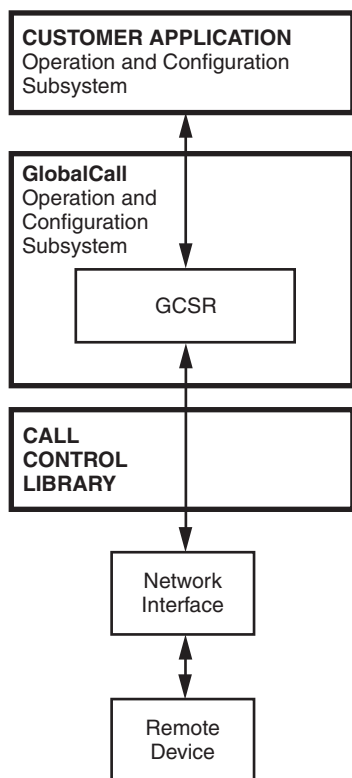 CUSTOMER APPLICATION
Operation and Configuration
Subsystem
GlobalCall
Operation and
Configuration
Subsystem
GCSR
CALL
CONTROL
LIBRARY
Network
Interface
Remote
Device